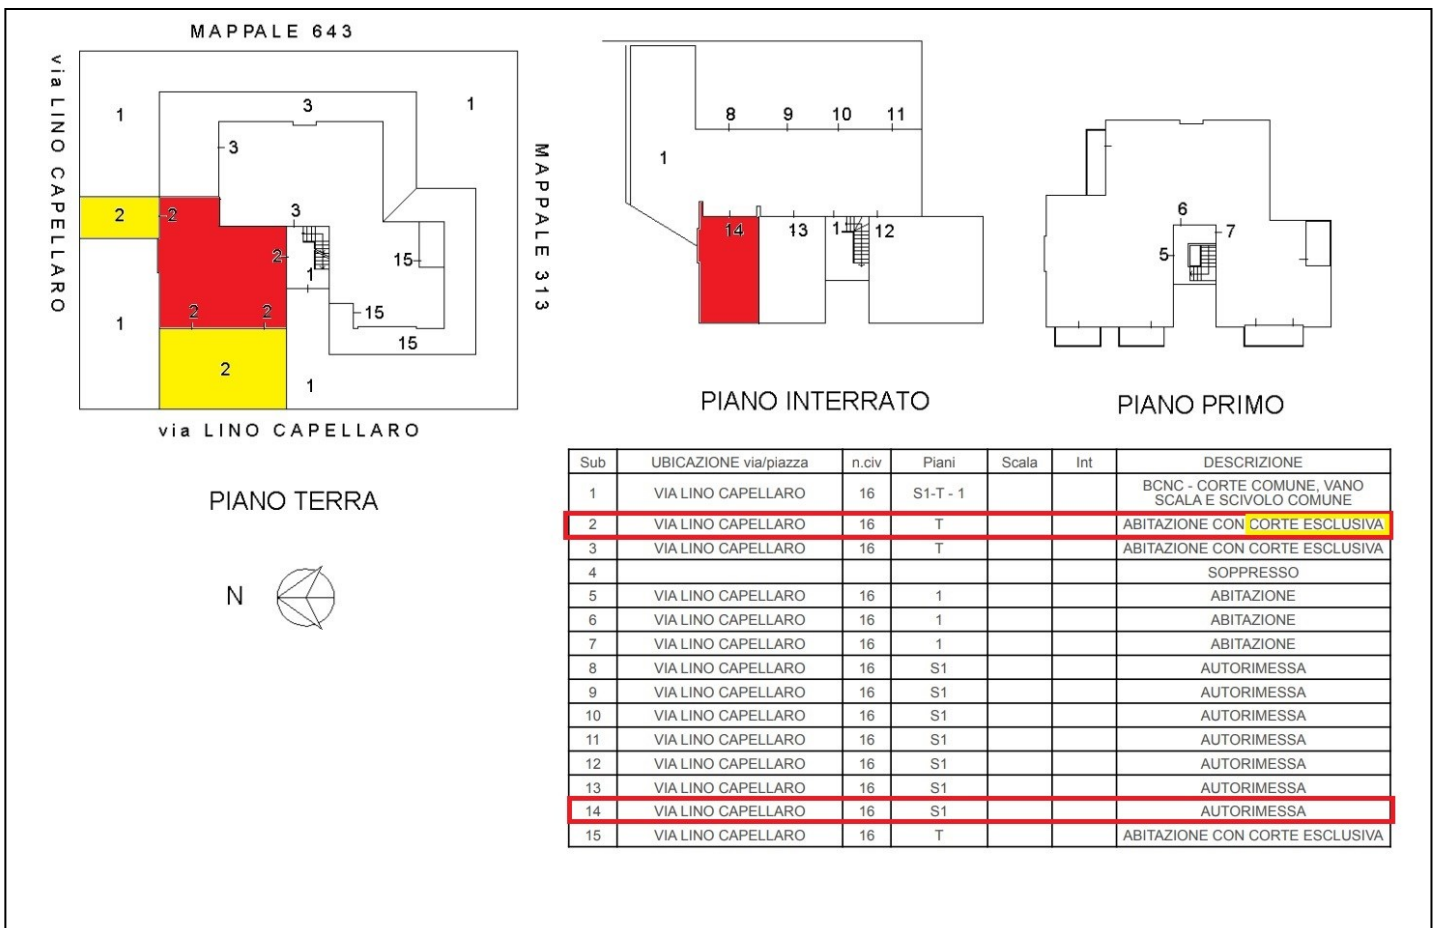 MAPPALE 643
via LINO CAPELLARO
1
3
1
3
2
2
3
2
1
15
2
2
15
1
15
2
1
MAPPALE 313
via LINO CAPELLARO
PIANO TERRA
N
8 9 10 11
1
14 13 1 12
PIANO INTERRATO
6
7
5
PIANO PRIMO
Sub UBICAZIONE via/piazza n.civ Piani Scala Int DESCRIZIONE
1 VIA LINO CAPELLARO 16 S1-T - 1 BCNC - CORTE COMUNE, VANO
SCALA E SCIVOLO COMUNE
2 VIA LINO CAPELLARO 16 T ABITAZIONE CON CORTE ESCLUSIVA
3 VIA LINO CAPELLARO 16 T ABITAZIONE CON CORTE ESCLUSIVA
4 SOPPRESSO
5 VIA LINO CAPELLARO 16 1 ABITAZIONE
6 VIA LINO CAPELLARO 16 1 ABITAZIONE
7 VIA LINO CAPELLARO 16 1 ABITAZIONE
8 VIA LINO CAPELLARO 16 S1 AUTORIMESSA
9 VIA LINO CAPELLARO 16 S1 AUTORIMESSA
10 VIA LINO CAPELLARO 16 S1 AUTORIMESSA
11 VIA LINO CAPELLARO 16 S1 AUTORIMESSA
12 VIA LINO CAPELLARO 16 S1 AUTORIMESSA
13 VIA LINO CAPELLARO 16 S1 AUTORIMESSA
14 VIA LINO CAPELLARO 16 S1 AUTORIMESSA
15 VIA LINO CAPELLARO 16 T ABITAZIONE CON CORTE ESCLUSIVA